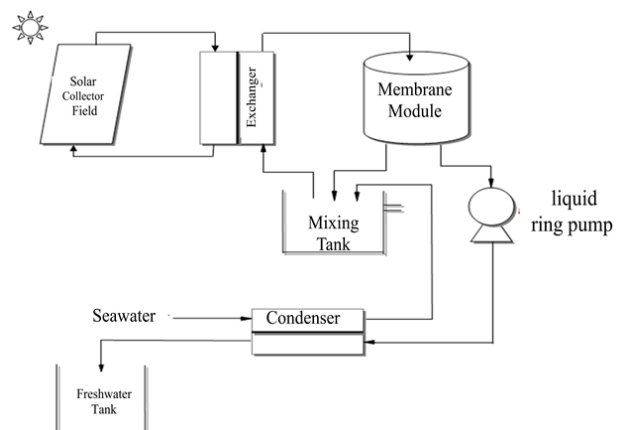 Solar
Collector
Field
Exchanger
Membrane
Module
liquid
ring pump
Mixing
Tank
Seawater
Condenser
Freshwater
Tank